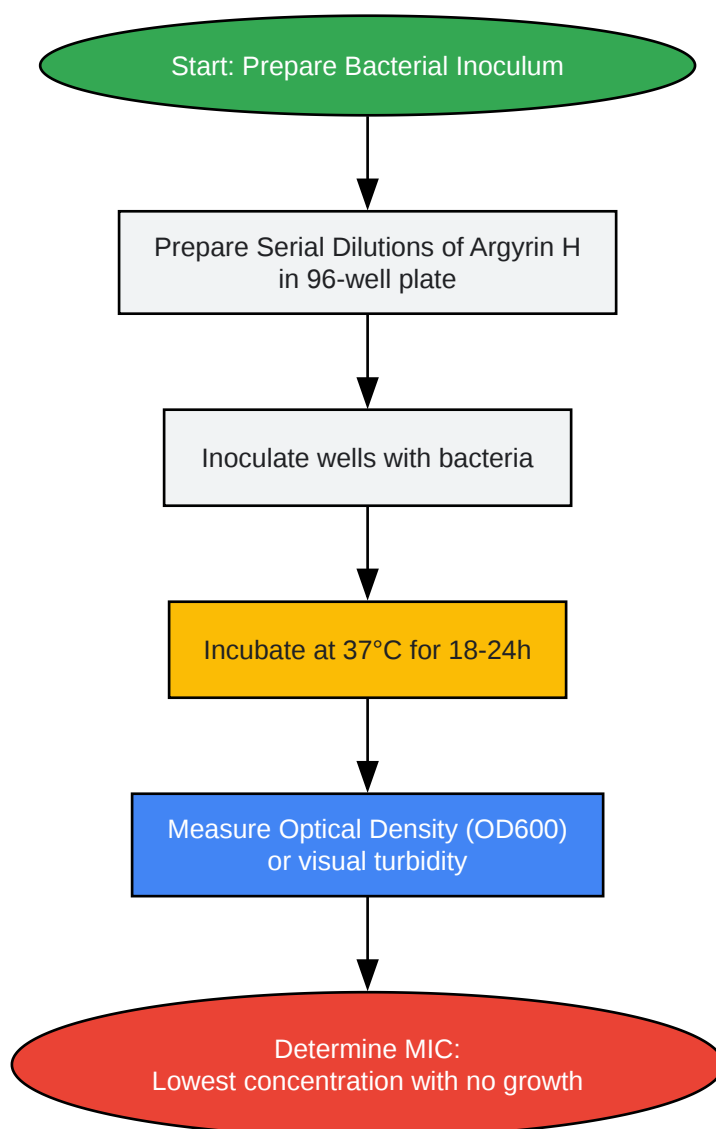 Start: Prepare Bacterial Inoculum
Prepare Serial Dilutions of Argyrin H
in 96-well plate
Inoculate wells with bacteria
Incubate at 37°C for 18-24h
Measure Optical Density (OD600)
or visual turbidity
Determine MIC:
Lowest concentration with no growth